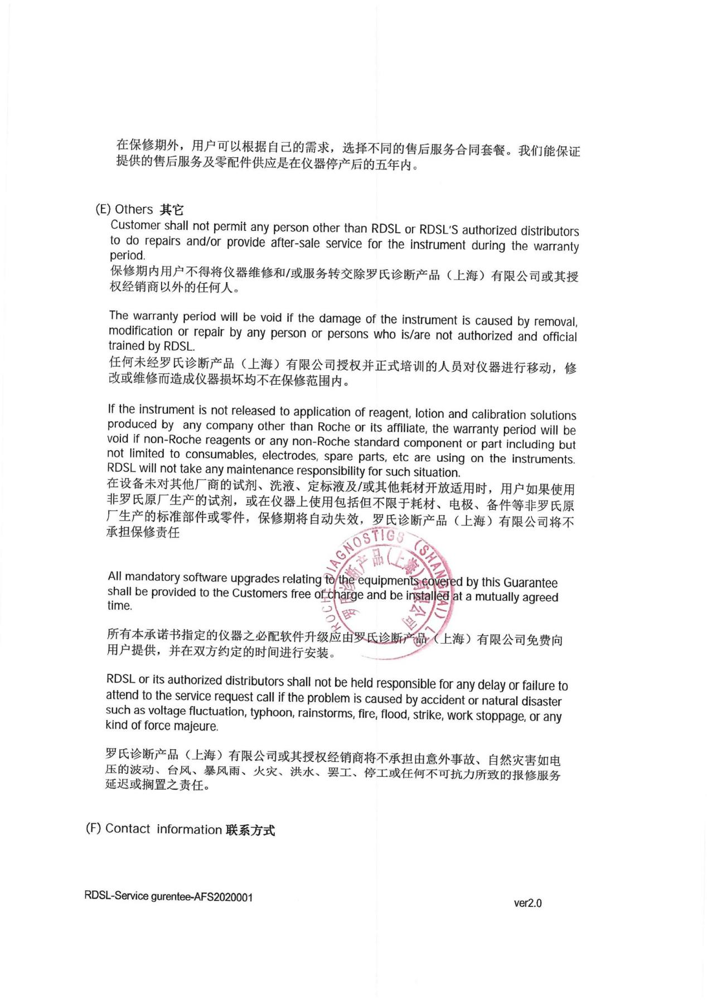 在保修期外，用户可以根据自己的需求，选择不同的售后服务合同套餐。我们能保证
提供的售后服务及零配件供应是在仪器停产后的五年内。
(E) Others 其它
Customer shall not permit any person other than RDSL or RDSL'S authorized distributors
to do repairs and/or provide after-sale service for the instrument during the warranty
period.
保修期内用户不得将仪器维修和/或服务转交除罗氏诊断产品（上海）有限公司或其授
权经销商以外的任何人。
The warranty period will be void if the damage of the instrument is caused by removal,
modification or repair by any person or persons who is/are not authorized and official
trained by RDSL.
任何未经罗氏诊断产品（上海）有限公司授权并正式培训的人员对仪器进行移动，修
改或维修而造成仪器损坏均不在保修范围内。
If the instrument is not released to application of reagent, lotion and calibration solutions
produced by any company other than Roche or its affiliate, the warranty period will be
void if non-Roche reagents or any non-Roche standard component or part including but
not limited to consumables, electrodes, spare parts, etc are using on the instruments.
RDSL will not take any maintenance responsibility for such situation.
在设备未对其他厂商的试剂、洗液、定标液及/或其他耗材开放适用时，用户如果使用
非罗氏原厂生产的试剂，或在仪器上使用包括但不限于耗材、电极、备件等非罗氏原
厂生产的标准部件或零件，保修期将自动失效，罗氏诊断产品（上海）有限公司将不
承担保修责任
ROCHE DIAGNOSTIGS (SHANGHAI) LTD
罗氏诊断产品(上海)有限公司
All mandatory software upgrades relating to the equipments covered by this Guarantee
shall be provided to the Customers free of charge and be installed at a mutually agreed
time.
所有本承诺书指定的仪器之必配软件升级应由罗氏诊断产品（上海）有限公司免费向
用户提供，并在双方约定的时间进行安装。
RDSL or its authorized distributors shall not be held responsible for any delay or failure to
attend to the service request call if the problem is caused by accident or natural disaster
such as voltage fluctuation, typhoon, rainstorms, fire, flood, strike, work stoppage, or any
kind of force majeure.
罗氏诊断产品（上海）有限公司或其授权经销商将不承担由意外事故、自然灾害如电
压的波动、台风、暴风雨、火灾、洪水、罢工、停工或任何不可抗力所致的报修服务
延迟或搁置之责任。
(F) Contact information 联系方式
RDSL-Service gurentee-AFS2020001
ver2.0